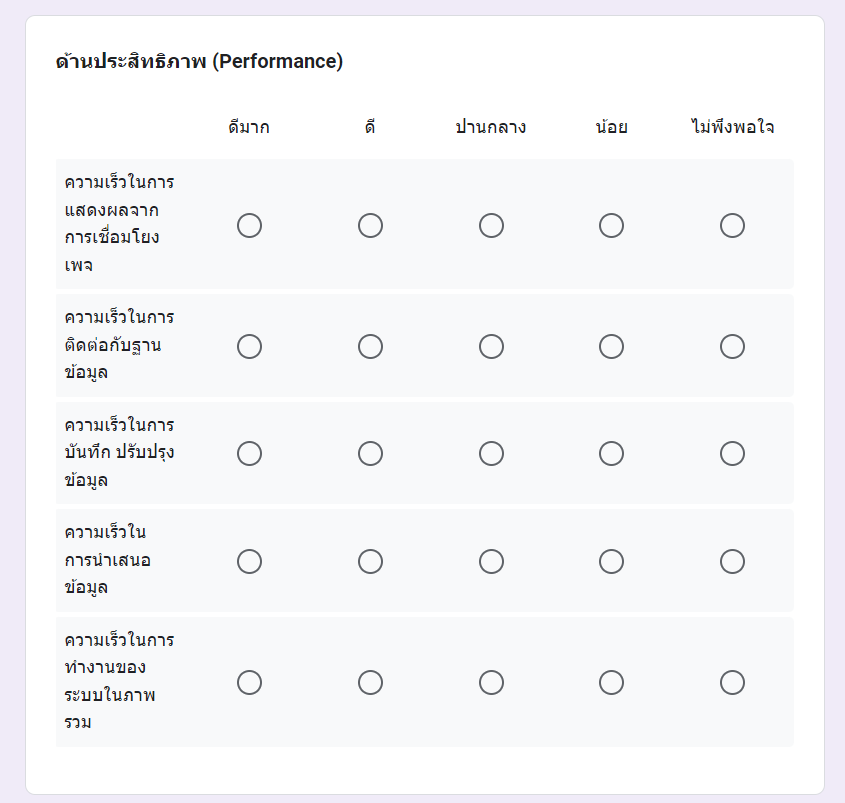 ด้านประสิทธิภาพ (Performance)
ดีมาก ดี ปานกลาง น้อย ไม่พึงพอใจ
ความเร็วในการ
แสดงผลจาก
การเชื่อมโยง
เพจ
ความเร็วในการ
ติดต่อกับฐาน
ข้อมูล
ความเร็วในการ
บันทึก ปรับปรุง
ข้อมูล
ความเร็วใน
การนำเสนอ
ข้อมูล
ความเร็วในการ
ทำงานของ
ระบบในภาพ
รวม